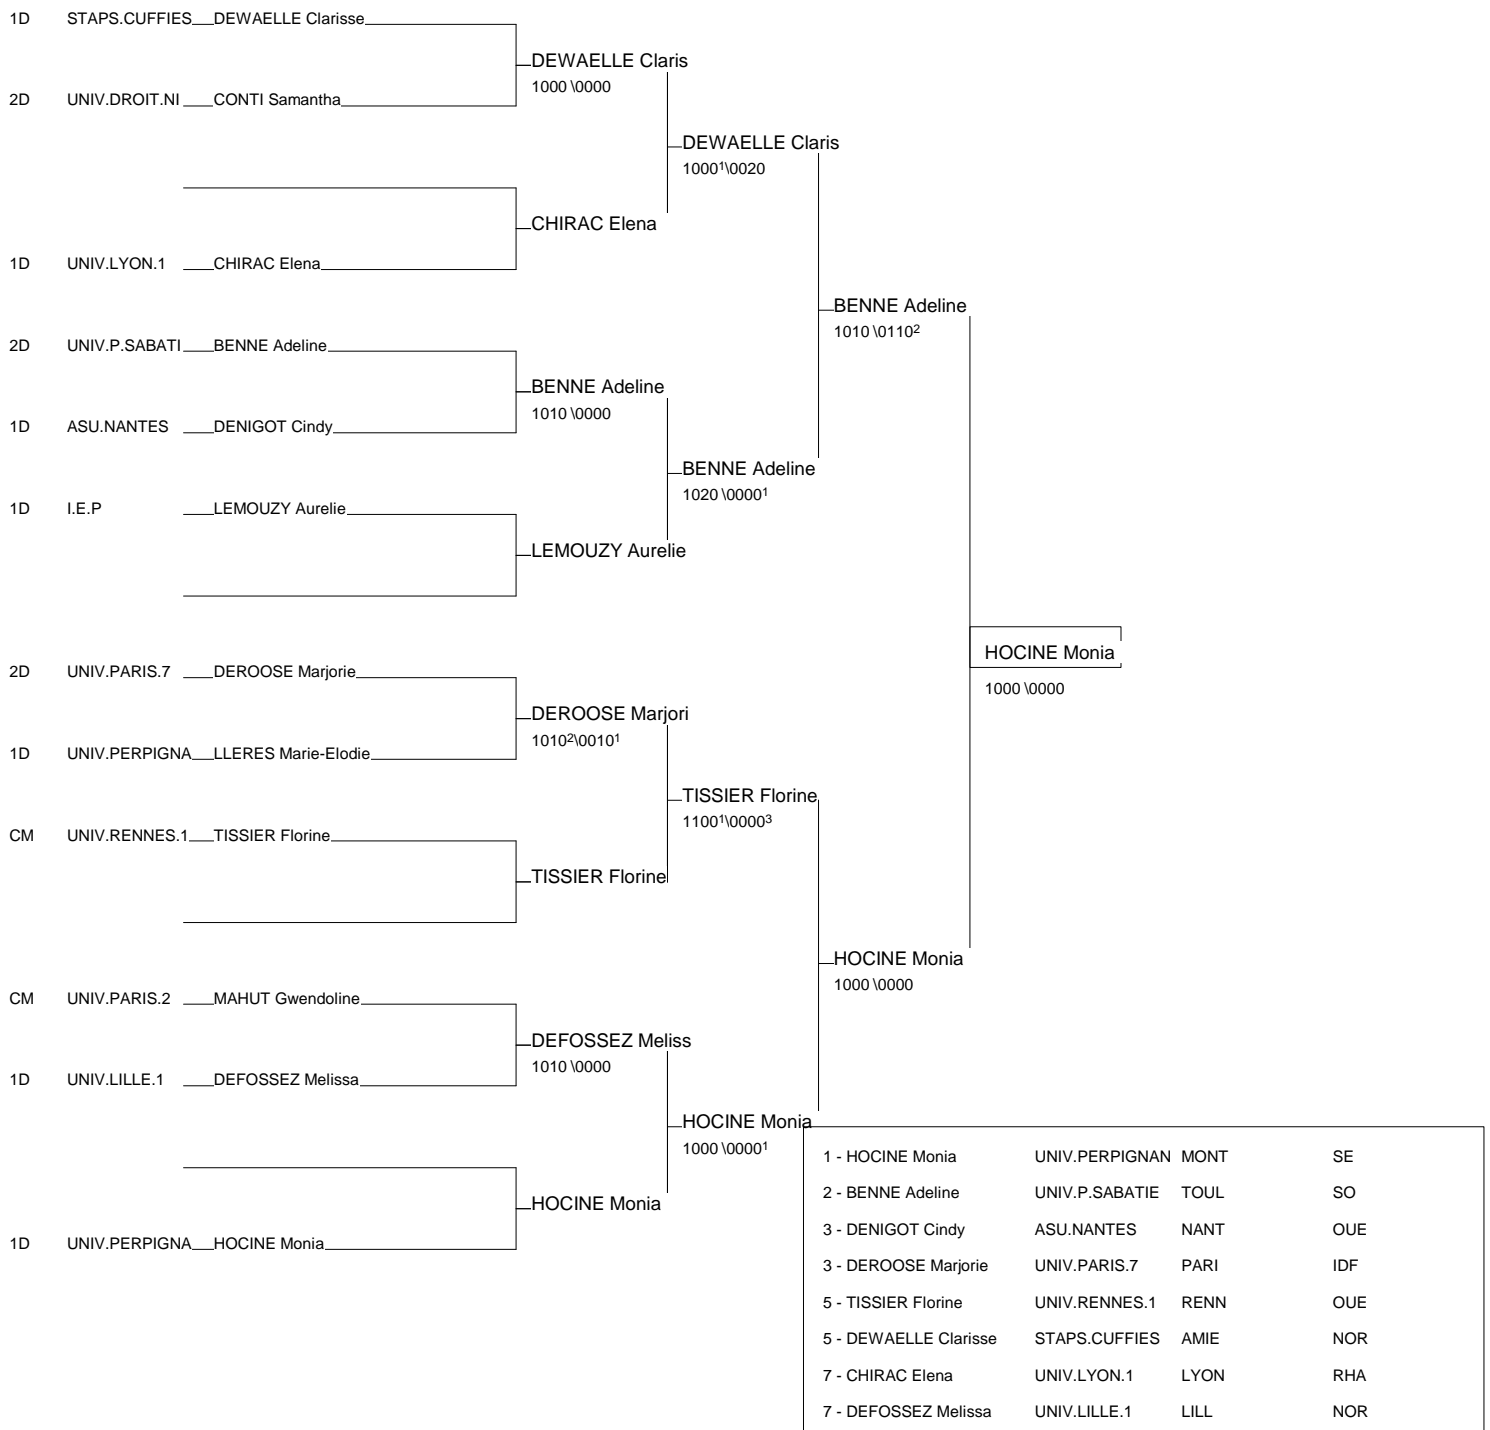 1D STAPS.CUFFIES DEWAELLE Clarisse
DEWAELLE Claris
1000 \0000
2D UNIV.DROIT.NI CONTI Samantha
DEWAELLE Claris
1000¹\0020
CHIRAC Elena
1D UNIV.LYON.1 CHIRAC Elena
BENNE Adeline
1010 \0110²
2D UNIV.P.SABATI BENNE Adeline
BENNE Adeline
1010 \0000
1D ASU.NANTES DENIGOT Cindy
BENNE Adeline
1020 \0000¹
1D I.E.P LEMOUZY Aurelie
LEMOUZY Aurelie
HOCINE Monia
1000 \0000
2D UNIV.PARIS.7 DEROOSE Marjorie
DEROOSE Marjori
1010²\0010¹
1D UNIV.PERPIGNA LLERES Marie-Elodie
TISSIER Florine
1100¹\0000³
CM UNIV.RENNES.1 TISSIER Florine
TISSIER Florine
HOCINE Monia
1000 \0000
CM UNIV.PARIS.2 MAHUT Gwendoline
DEFOSSEZ Meliss
1010 \0000
1D UNIV.LILLE.1 DEFOSSEZ Melissa
HOCINE Monia
1000 \0000¹
HOCINE Monia
1D UNIV.PERPIGNA HOCINE Monia
1 - HOCINE Monia UNIV.PERPIGNAN MONT SE
2 - BENNE Adeline UNIV.P.SABATIE TOUL SO
3 - DENIGOT Cindy ASU.NANTES NANT OUE
3 - DEROOSE Marjorie UNIV.PARIS.7 PARI IDF
5 - TISSIER Florine UNIV.RENNES.1 RENN OUE
5 - DEWAELLE Clarisse STAPS.CUFFIES AMIE NOR
7 - CHIRAC Elena UNIV.LYON.1 LYON RHA
7 - DEFOSSEZ Melissa UNIV.LILLE.1 LILL NOR